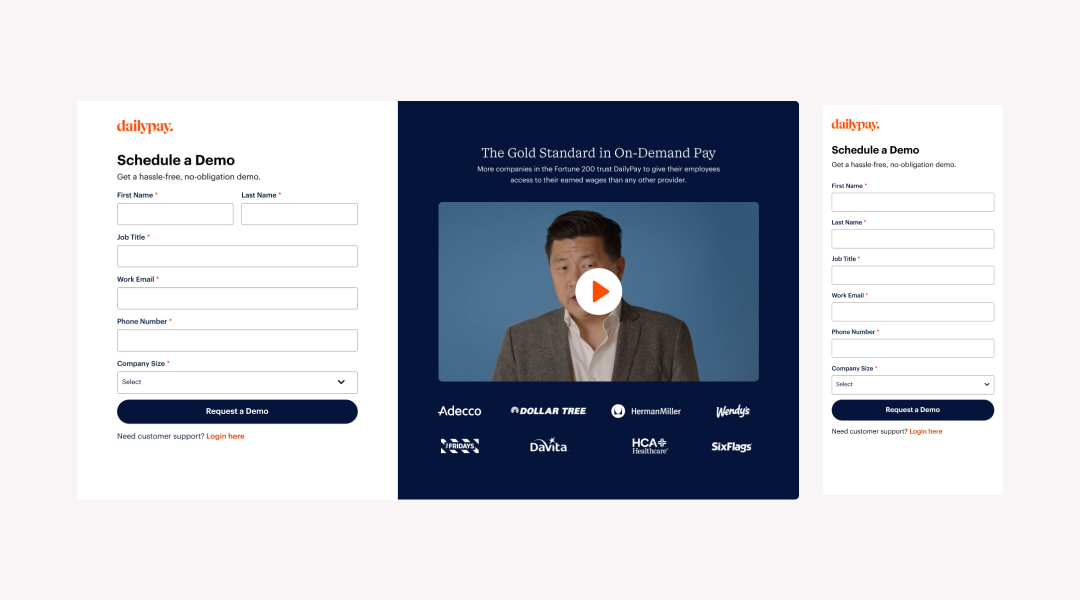 dailypay.
Schedule a Demo
Get a hassle-free, no-obligation demo.
First Name *
Last Name *
Job Title *
Work Email *
Phone Number *
Company Size *
Select
Request a Demo
Need customer support? Login here
The Gold Standard in On-Demand Pay
More companies in the Fortune 200 trust DailyPay to give their employees
access to their earned wages than any other provider.
Adecco
DOLLAR TREE
HermanMiller
Wendy's
FRIDAYS
DaVita
HCA
Healthcare
SixFlags
dailypay.
Schedule a Demo
Get a hassle-free, no-obligation demo.
First Name *
Last Name *
Job Title *
Work Email *
Phone Number *
Company Size *
Select
Request a Demo
Need customer support? Login here